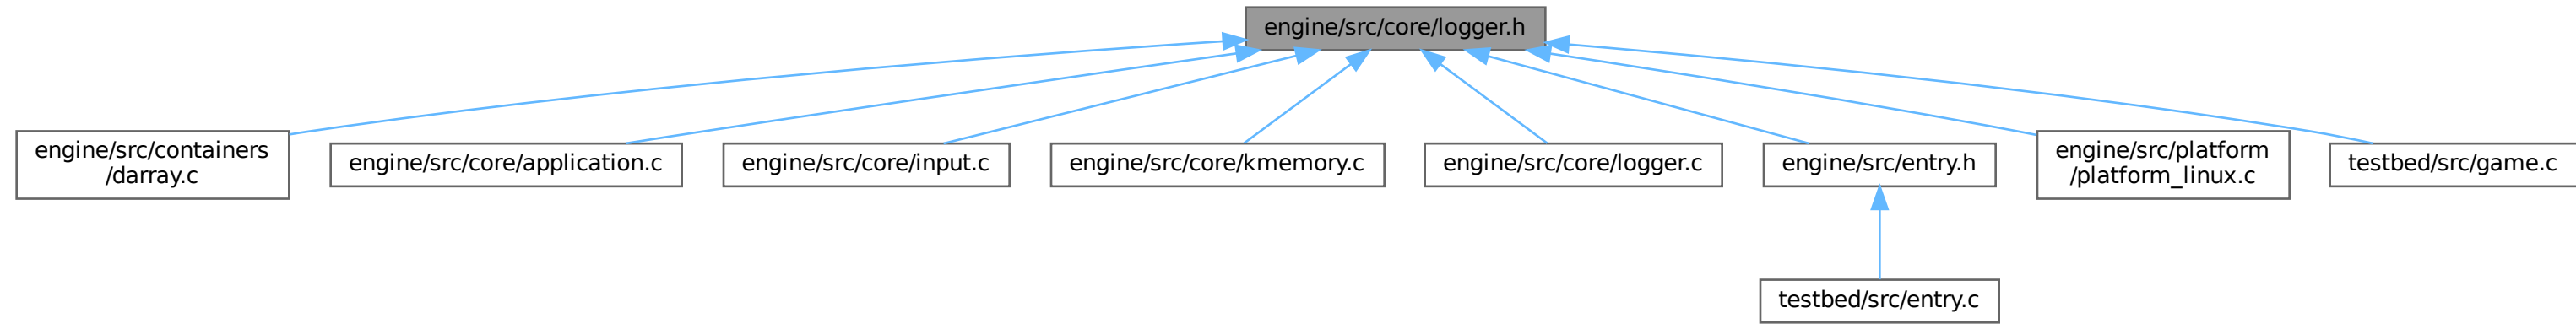 engine/src/core/logger.h
engine/src/containers
/darray.c
engine/src/core/application.c
engine/src/core/input.c
engine/src/core/kmemory.c
engine/src/core/logger.c
engine/src/entry.h
engine/src/platform
/platform_linux.c
testbed/src/game.c
testbed/src/entry.c